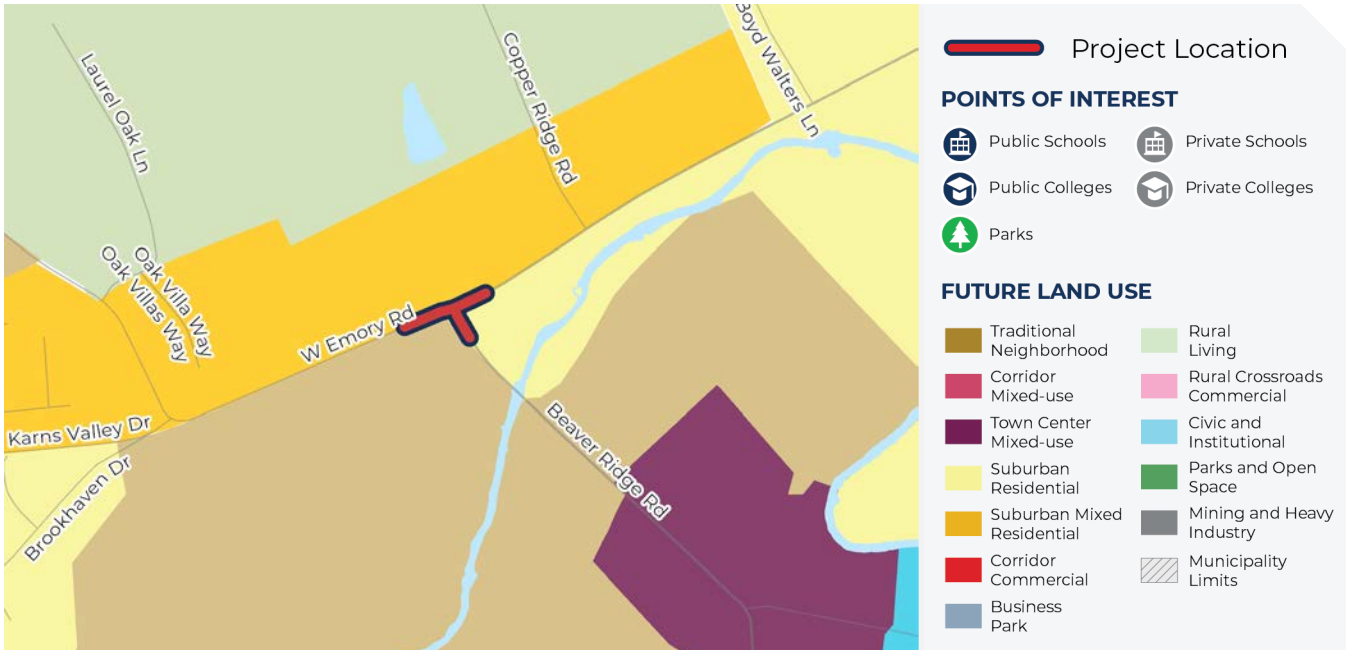 Boyd Walters Ln
Laurel Oak Ln
Copper Ridge Rd
Oak Villa Way
Oak Villas Way
W Emory Rd
Karns Valley Dr
Brookhaven Dr
Beaver Ridge Rd
Project Location
POINTS OF INTEREST
Public Schools
Private Schools
Public Colleges
Private Colleges
Parks
FUTURE LAND USE
Traditional
Neighborhood
Corridor
Mixed-use
Town Center
Mixed-use
Suburban
Residential
Suburban Mixed
Residential
Corridor
Commercial
Business
Park
Rural
Living
Rural Crossroads
Commercial
Civic and
Institutional
Parks and Open
Space
Mining and Heavy
Industry
Municipality
Limits